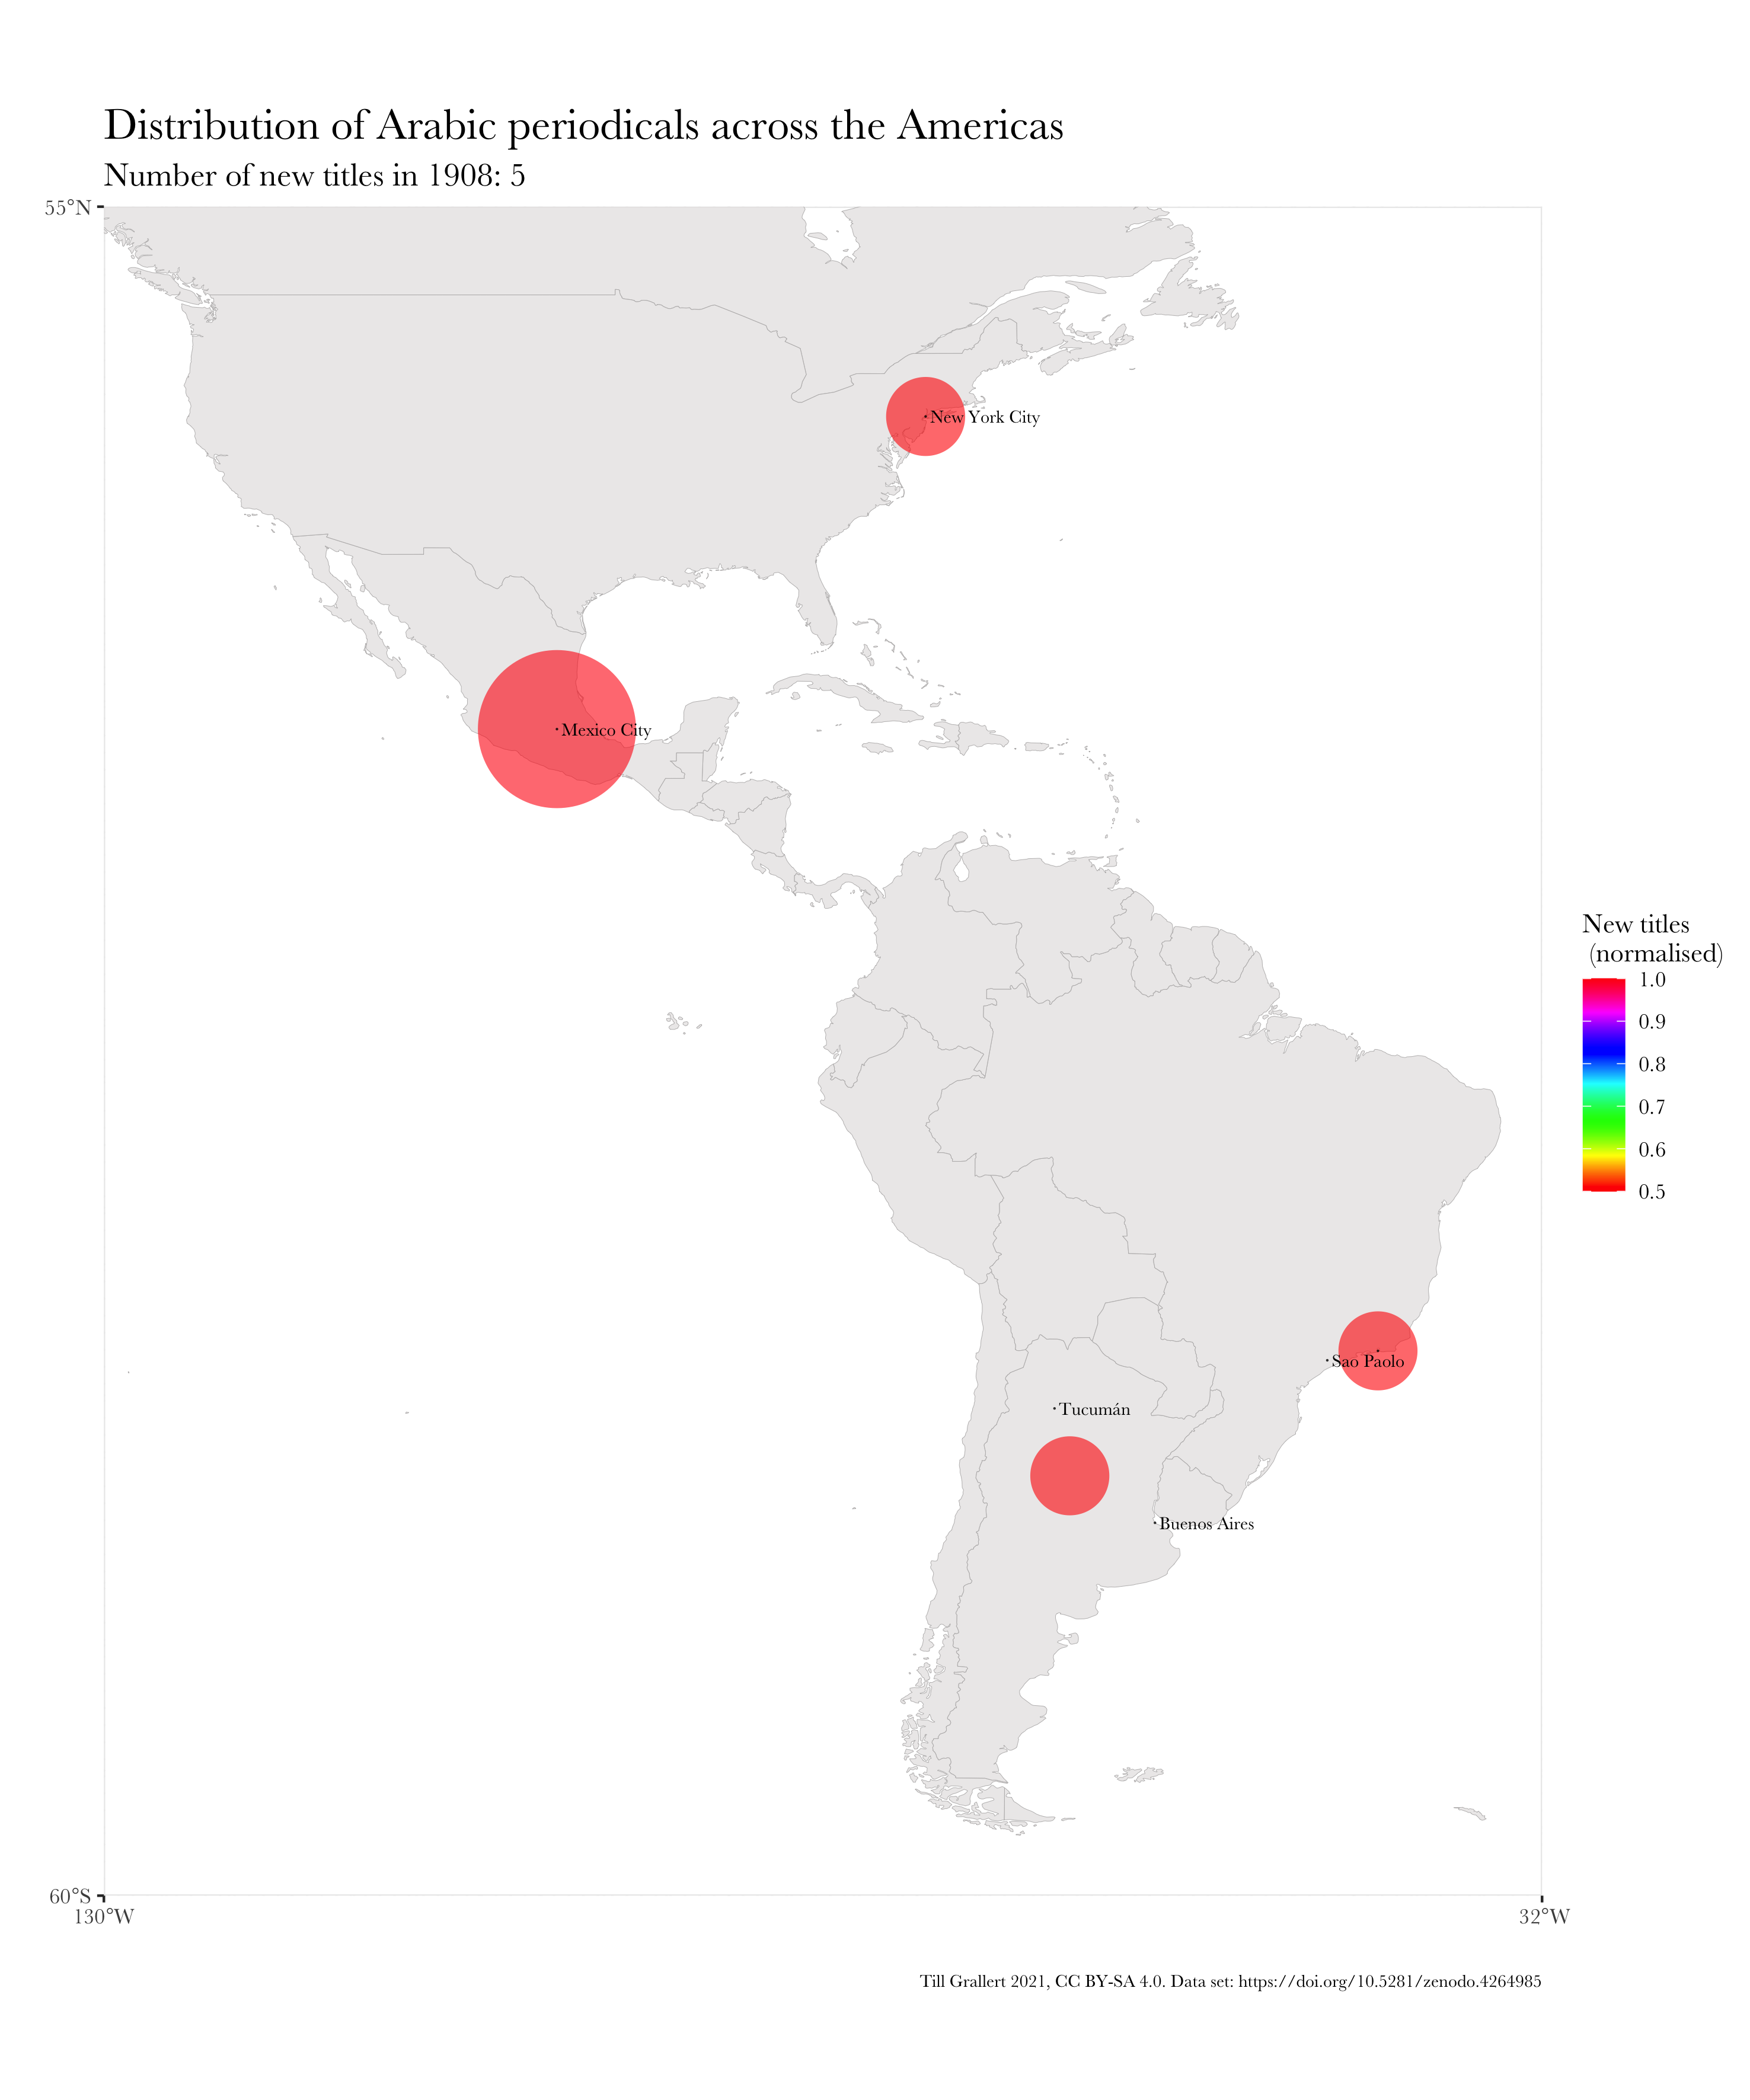 Distribution of Arabic periodicals across the Americas
Number of new titles in 1908: 5
55°N
New York City
Mexico City
New titles
(normalised)
1.0
0.9
0.8
0.7
0.6
0.5
Sao Paolo
Tucumán
Buenos Aires
60°S
130°W
32°W
Till Grallert 2021, CC BY-SA 4.0. Data set: https://doi.org/10.5281/zenodo.4264985